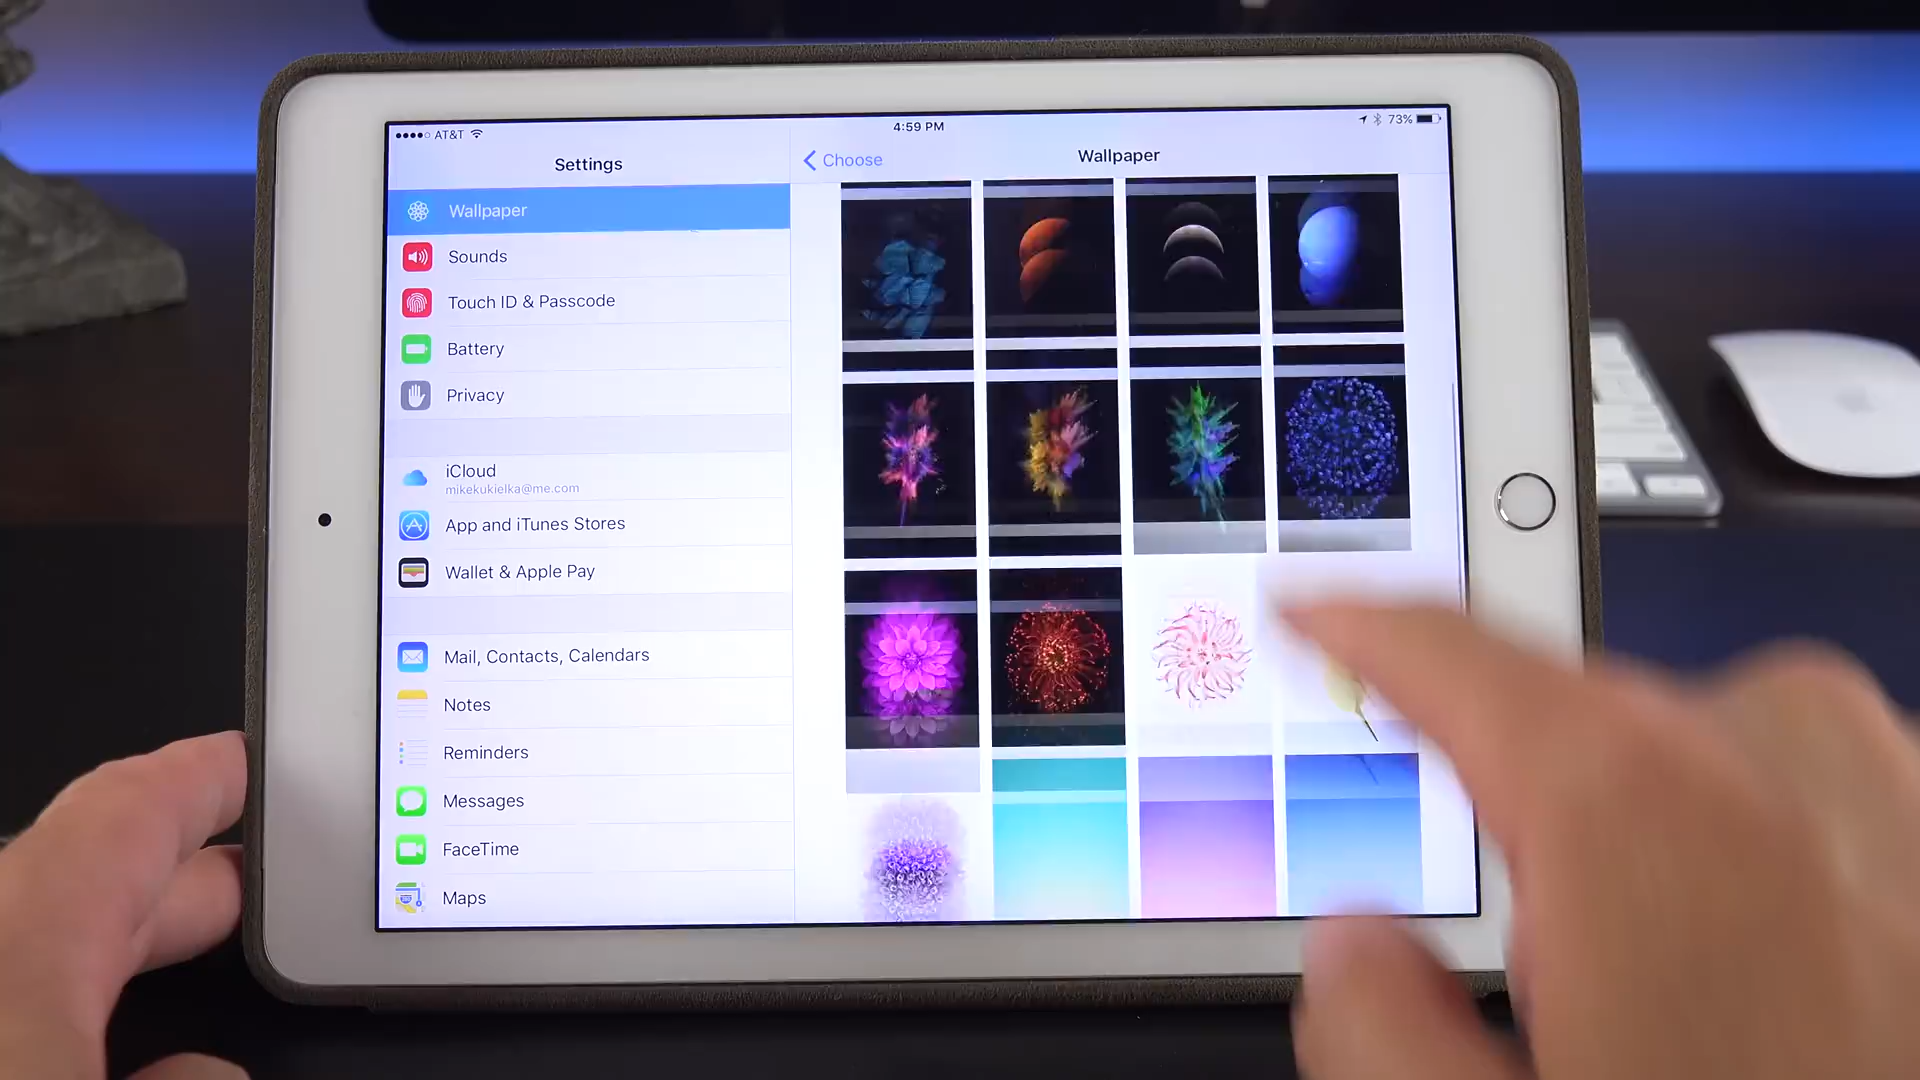 AT&T
4:59 PM
73%
Settings
Choose
Wallpaper
Wallpaper
Sounds
Touch ID & Passcode
Battery
Privacy
iCloud
mikekukielka@me.com
App and iTunes Stores
Wallet & Apple Pay
Mail, Contacts, Calendars
Notes
Reminders
Messages
FaceTime
Maps